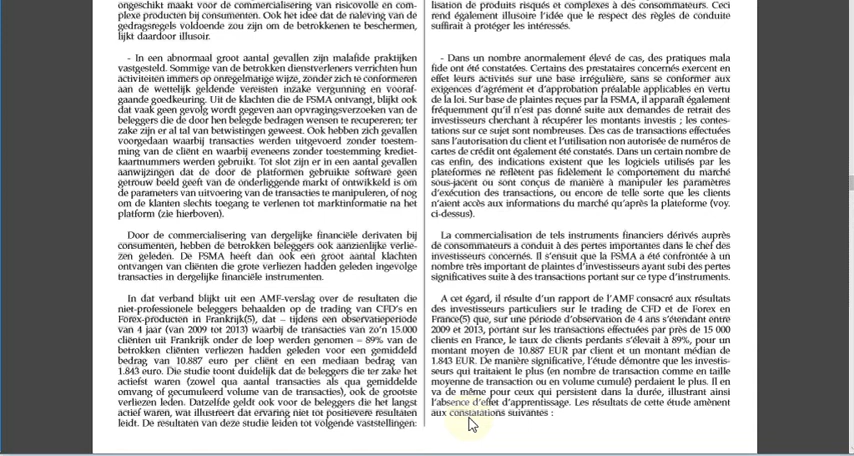 ongeschikt maakt voor de commercialisering van risicovolle en com-
plexe producten bij consumenten. Ook het idee dat de naleving van de
gedragsregels voldoende zou zijn om de betrokkenen te beschermen,
lijkt daardoor illusoir.
- In een abnormaal groot aantal gevallen zijn malafide praktijken
vastgesteld. Sommige van de betrokken dienstverleners verrichten hun
activiteiten immers op onregelmatige wijze, zonder zich te conformeren
aan de wettelijk geldende vereisten inzake vergunning en vooraf-
gaande goedkeuring. Uit de klachten die de FSMA ontvangt, blijkt ook
dat vaak geen gevolg wordt gegeven aan opvragingsverzoeken van de
beleggers die de door hen belegde bedragen wensen te recupereren; ter
zake zijn er al tal van betwistingen geweest. Ook hebben zich gevallen
voorgedaan waarbij transacties werden uitgevoerd zonder toestem-
ming van de cliënt en waarbij eveneens zonder toestemming krediet-
kaartnummers werden gebruikt. Tot slot zijn er in een aantal gevallen
aanwijzingen dat de door de platformen gebruikte software geen
getrouw beeld geeft van de onderliggende markt of ontwikkeld is om
de parameters van uitvoering van de transacties te manipuleren, of nog
om de klanten slechts toegang te verlenen tot marktinformatie na het
platform (zie hierboven).
Door de commercialisering van dergelijke financiële derivaten bij
consumenten, hebben de betrokken beleggers ook aanzienlijke verlie-
zen geleden. De FSMA heeft dan ook een groot aantal klachten
ontvangen van cliënten die grote verliezen hadden geleden ingevolge
transacties in dergelijke financiële instrumenten.
In dat verband blijkt uit een AMF-verslag over de resultaten die
niet-professionele beleggers behaalden op de trading van CFD's en
Forex-producten in Frankrijk(5), dat – tijdens een observatieperiode
van 4 jaar (van 2009 tot 2013) waarbij de transacties van zo'n 15.000
cliënten uit Frankrijk onder de loep werden genomen – 89% van de
betrokken cliënten verliezen hadden geleden voor een gemiddeld
bedrag van 10.887 euro per cliënt en een mediaan bedrag van
1.843 euro. Die studie toont duidelijk dat de beleggers die ter zake het
actiefst waren (zowel qua aantal transacties als qua gemiddelde
omvang of gecumuleerd volume van de transacties), ook de grootste
verliezen leden. Datzelfde geldt ook voor de beleggers die het langst
actief waren, wat illustreert dat ervaring niet tot positievere resultaten
leidt. De resultaten van deze studie leiden tot volgende vaststellingen:
lisation de produits risqués et complexes à des consommateurs. Ceci
rend également illusoire l'idée que le respect des règles de conduite
suffirait à protéger les intéressés.
- Dans un nombre anormalement élevé de cas, des pratiques mala
fide ont été constatées. Certains des prestataires concernés exercent en
effet leurs activités sur une base irrégulière, sans se conformer aux
exigences d'agrément et d'approbation préalable applicables en vertu
de la loi. Sur base de plaintes reçues par la FSMA, il apparaît également
fréquemment qu'il n'est pas donné suite aux demandes de retrait des
investisseurs cherchant à récupérer les montants investis ; les contes-
tations sur ce sujet sont nombreuses. Des cas de transactions effectuées
sans l'autorisation du client et l'utilisation non autorisée de numéros de
cartes de crédit ont également été constatés. Dans un certain nombre de
cas enfin, des indications existent que les logiciels utilisés par les
plateformes ne reflètent pas fidèlement le comportement du marché
sous-jacent ou sont conçus de manière à manipuler les paramètres
d'exécution des transactions, ou encore de telle sorte que les clients
n'aient accès aux informations du marché qu'après la plateforme (voy.
ci-dessus).
La commercialisation de tels instruments financiers dérivés auprès
de consommateurs a conduit à des pertes importantes dans le chef des
investisseurs concernés. Il s'ensuit que la FSMA a été confrontée à un
nombre très important de plaintes d'investisseurs ayant subi des pertes
significatives suite à des transactions portant sur ce type d'instruments.
A cet égard, il résulte d'un rapport de l'AMF consacré aux résultats
des investisseurs particuliers sur le trading de CFD et de Forex en
France(5) que, sur une période d'observation de 4 ans s'étendant entre
2009 et 2013, portant sur les transactions effectuées par près de 15 000
clients en France, le taux de clients perdants s'élevait à 89%, pour un
montant moyen de 10.887 EUR par client et un montant médian de
1.843 EUR. De manière significative, l'étude démontre que les investis-
seurs qui traitaient le plus (en nombre de transaction comme en taille
moyenne de transaction ou en volume cumulé) perdaient le plus. Il en
va de même pour ceux qui persistent dans la durée, illustrant ainsi
l'absence d'effet d'apprentissage. Les résultats de cette étude amènent
aux constatations suivantes :